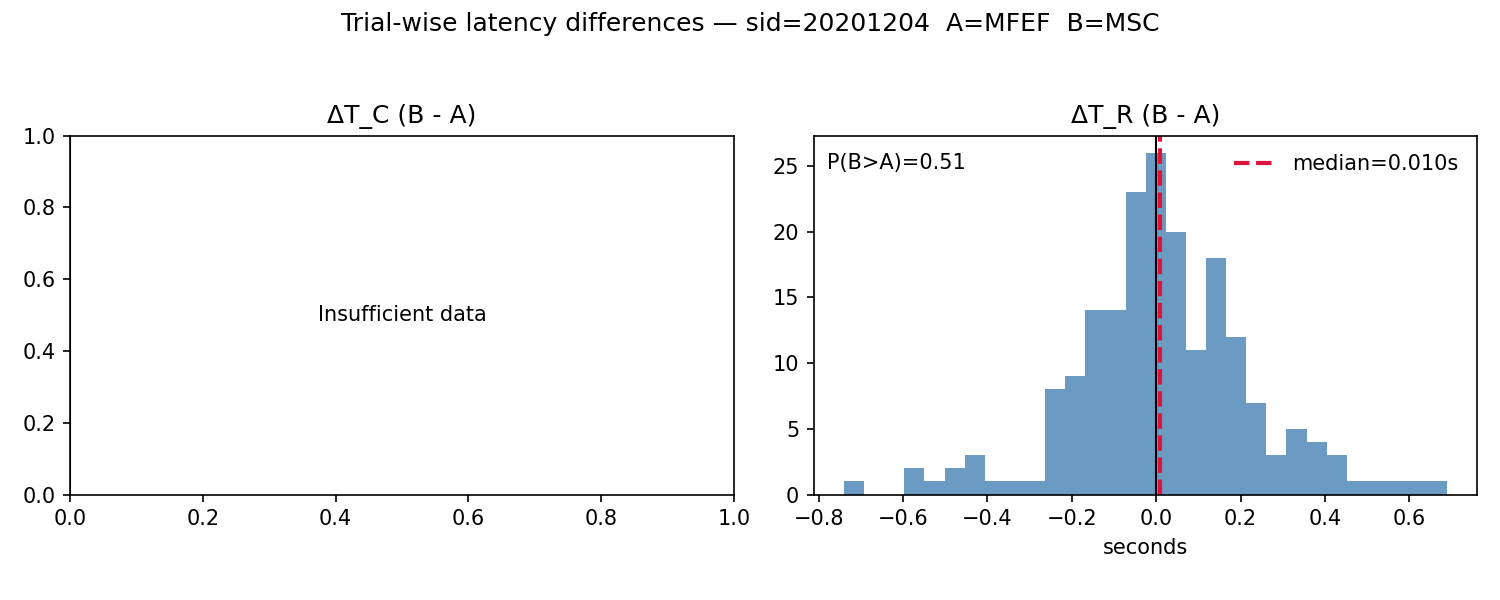 Trial-wise latency differences — sid=20201204  A=MFEF  B=MSC
ΔT_C (B - A)
1.0
0.8
0.6
0.4
0.2
0.0
Insufficient data
0.0 0.2 0.4 0.6 0.8 1.0
ΔT_R (B - A)
P(B>A)=0.51
median=0.010s
25
20
15
10
5
0
−0.8 −0.6 −0.4 −0.2 0.0 0.2 0.4 0.6
seconds